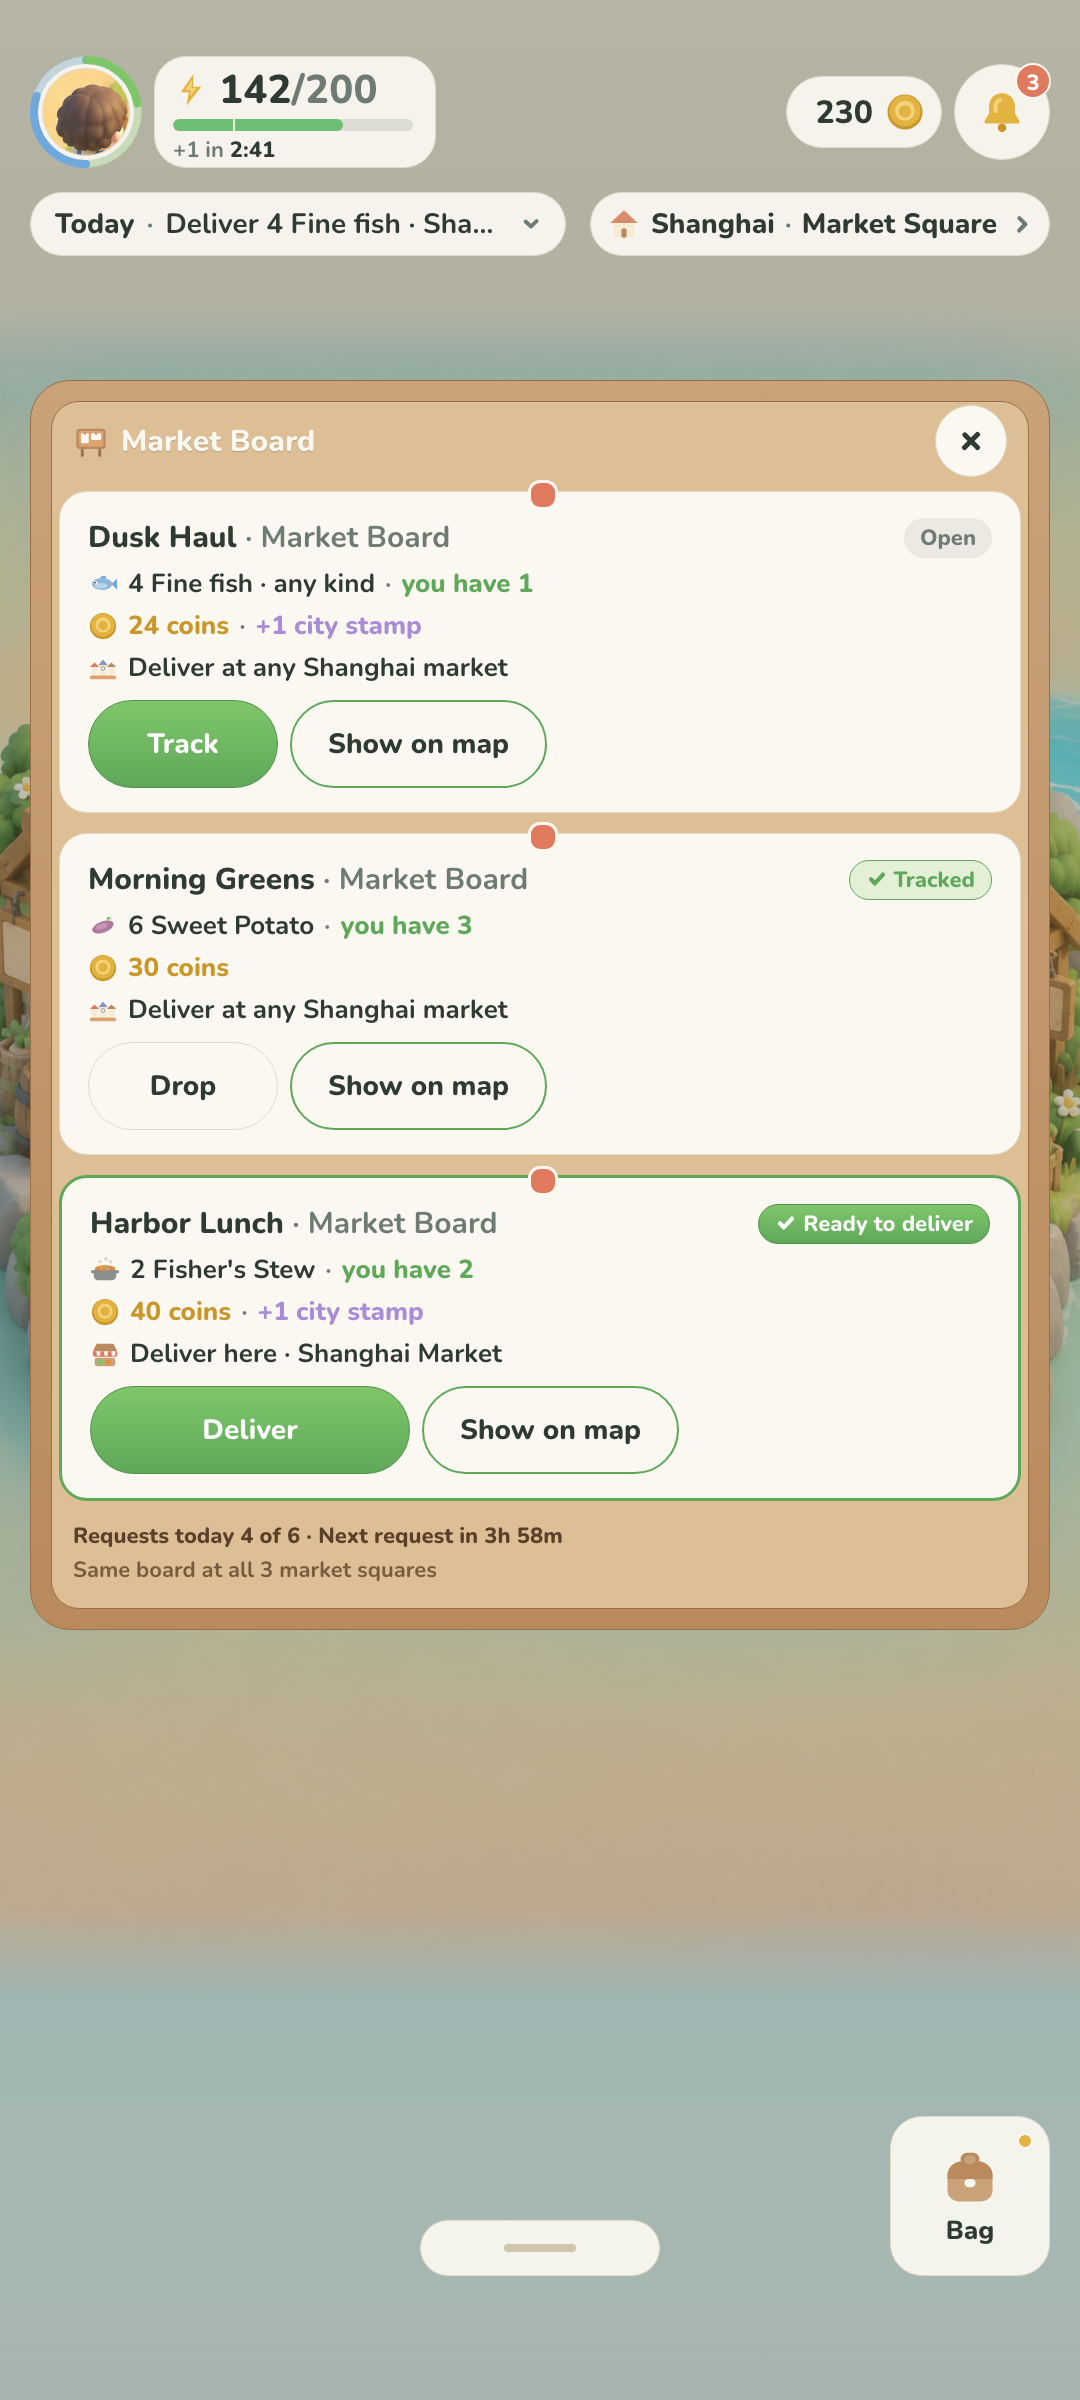 142/200
+1 in 2:41
230
3
Today · Deliver 4 Fine fish · Sha...
Shanghai · Market Square
Market Board
Dusk Haul · Market Board
Open
4 Fine fish · any kind · you have 1
24 coins · +1 city stamp
Deliver at any Shanghai market
Track
Show on map
Morning Greens · Market Board
Tracked
6 Sweet Potato · you have 3
30 coins
Deliver at any Shanghai market
Drop
Show on map
Harbor Lunch · Market Board
Ready to deliver
2 Fisher's Stew · you have 2
40 coins · +1 city stamp
Deliver here · Shanghai Market
Deliver
Show on map
Requests today 4 of 6 · Next request in 3h 58m
Same board at all 3 market squares
Bag